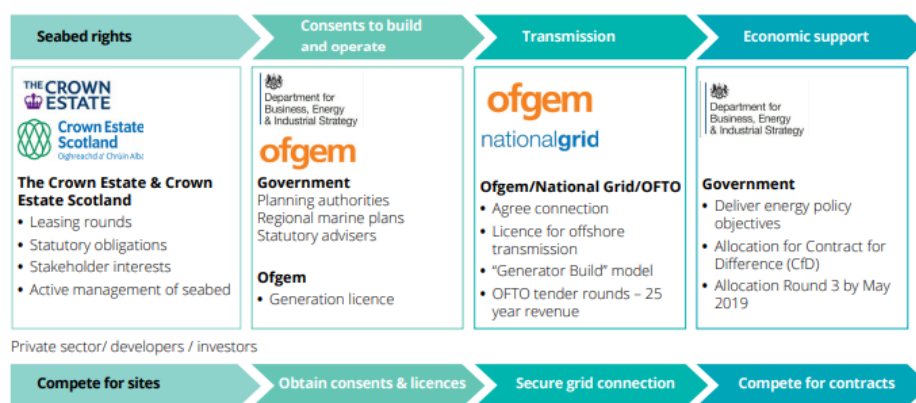 Seabed rights
Consents to build
and operate
Transmission
Economic support
THE CROWN
ESTATE
Crown Estate
Scotland
Oighreachd a' Chrùin Alba
The Crown Estate & Crown
Estate Scotland
• Leasing rounds
• Statutory obligations
• Stakeholder interests
• Active management of seabed
Department for
Business, Energy
& Industrial Strategy
ofgem
Government
Planning authorities
Regional marine plans
Statutory advisers
Ofgem
• Generation licence
ofgem
nationalgrid
Ofgem/National Grid/OFTO
• Agree connection
• Licence for offshore
transmission
• “Generator Build” model
• OFTO tender rounds – 25
year revenue
Department for
Business, Energy
& Industrial Strategy
Government
• Deliver energy policy
objectives
• Allocation for Contract for
Difference (CfD)
• Allocation Round 3 by May
2019
Private sector/ developers / investors
Compete for sites
Obtain consents & licences
Secure grid connection
Compete for contracts